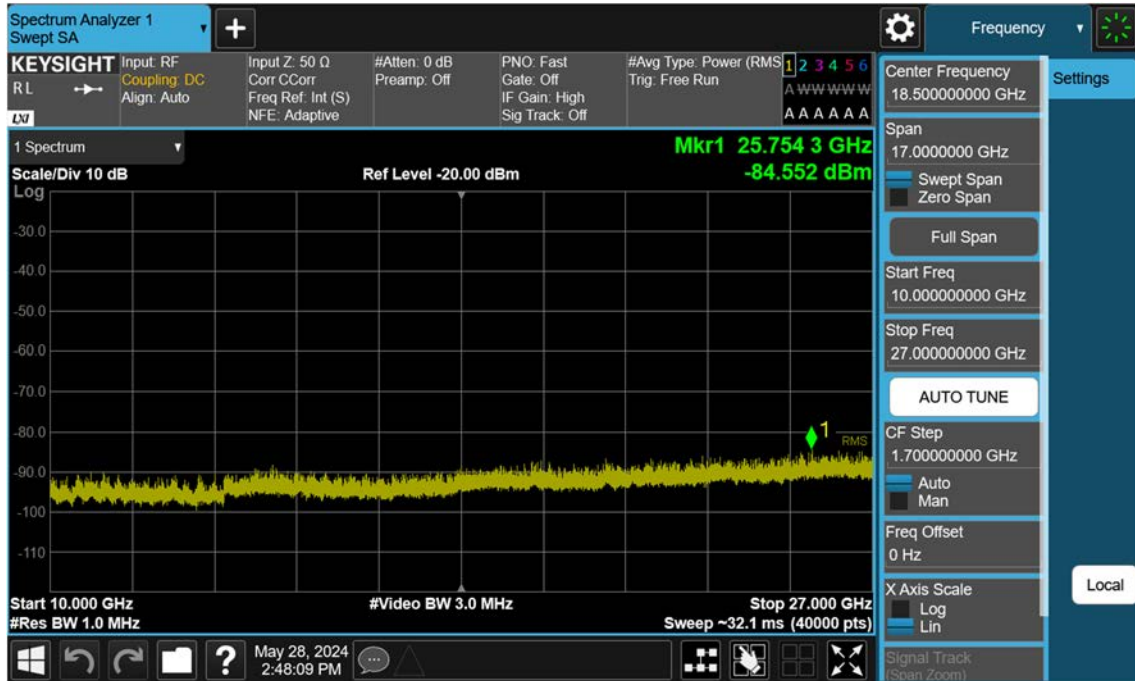 Spectrum Analyzer 1
Swept SA
Frequency
KEYSIGHT
R L
LXI
Input: RF
Coupling: DC
Align: Auto
Input Z: 50 Ω
Corr CCorr
Freq Ref: Int (S)
NFE: Adaptive
#Atten: 0 dB
Preamp: Off
PNO: Fast
Gate: Off
IF Gain: High
Sig Track: Off
#Avg Type: Power (RMS
Trig: Free Run
1 2 3 4 5 6
A W W W W W
A A A A A A
1 Spectrum
Scale/Div 10 dB
Ref Level -20.00 dBm
Mkr1 25.754 3 GHz
-84.552 dBm
Log
-30.0
-40.0
-50.0
-60.0
-70.0
-80.0
-90.0
-100
-110
1
RMS
Start 10.000 GHz
#Video BW 3.0 MHz
Stop 27.000 GHz
#Res BW 1.0 MHz
Sweep ~32.1 ms (40000 pts)
Center Frequency
18.500000000 GHz
Settings
Span
17.0000000 GHz
Swept Span
Zero Span
Full Span
Start Freq
10.000000000 GHz
Stop Freq
27.000000000 GHz
AUTO TUNE
CF Step
1.700000000 GHz
Auto
Man
Freq Offset
0 Hz
X Axis Scale
Log
Lin
Local
Signal Track
(Span Zoom)
?
May 28, 2024
2:48:09 PM